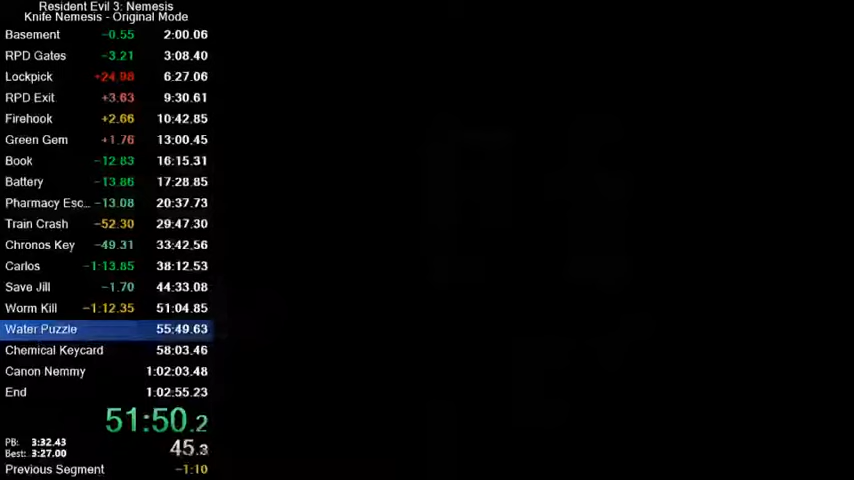 Resident Evil 3: Nemesis
Knife Nemesis - Original Mode
Basement -0.55 2:00.06
RPD Gates -3.21 3:08.40
Lockpick +24.98 6:27.06
RPD Exit +3.63 9:30.61
Firehook +2.66 10:42.85
Green Gem +1.76 13:00.45
Book -12.83 16:15.31
Battery -13.86 17:28.85
Pharmacy Esc... -13.08 20:37.73
Train Crash -52.30 29:47.30
Chronos Key -49.31 33:42.56
Carlos -1:13.85 38:12.53
Save Jill -1.70 44:33.08
Worm Kill -1:12.35 51:04.85
Water Puzzle 55:49.63
Chemical Keycard 58:03.46
Canon Nemmy 1:02:03.48
End 1:02:55.23
51:50.2
PB: 3:32.43
Best: 3:27.00
45.3
Previous Segment -1:10